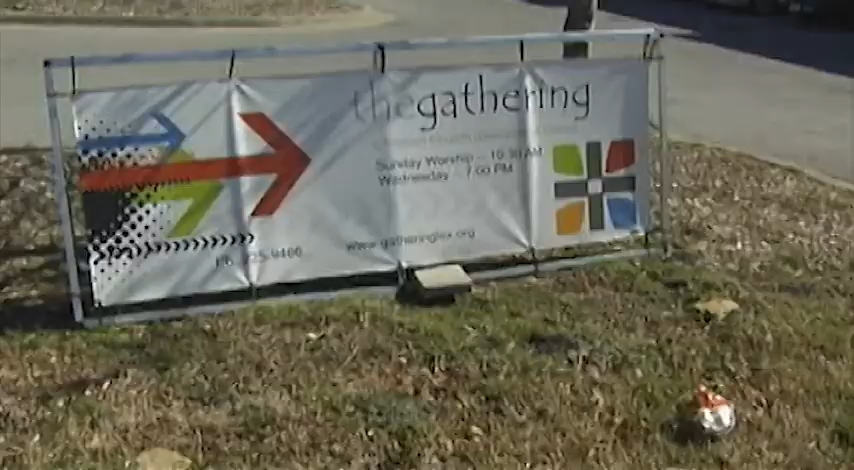 thegathering
Sunday Worship - 10:30 AM
Wednesday - 7:00 PM
www.gatheringlex.org